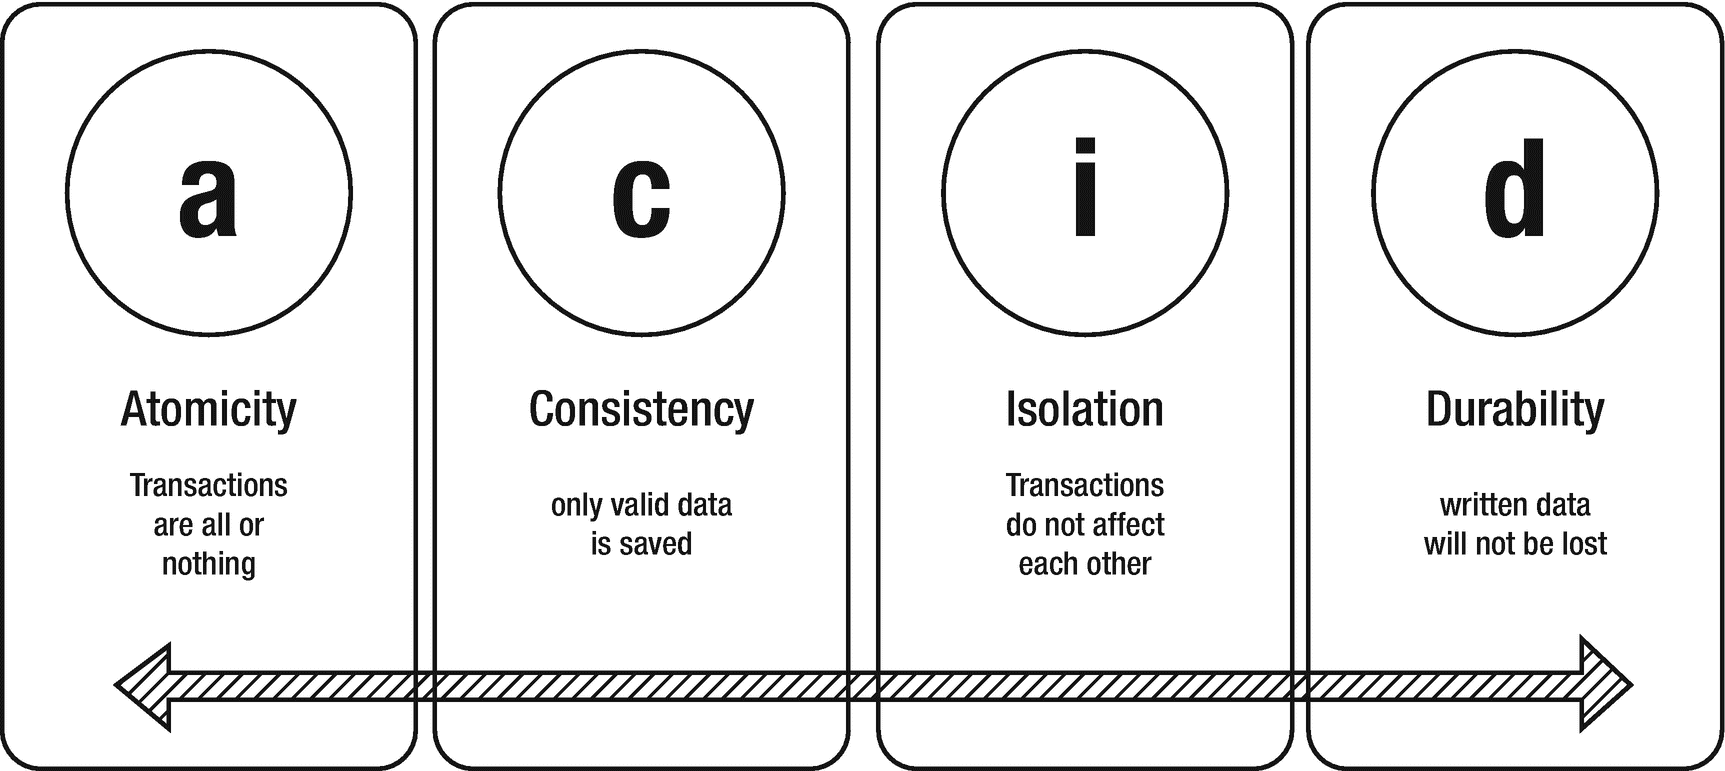 a
Atomicity
Transactions
are all or
nothing
c
Consistency
only valid data
is saved
i
Isolation
Transactions
do not affect
each other
d
Durability
written data
will not be lost